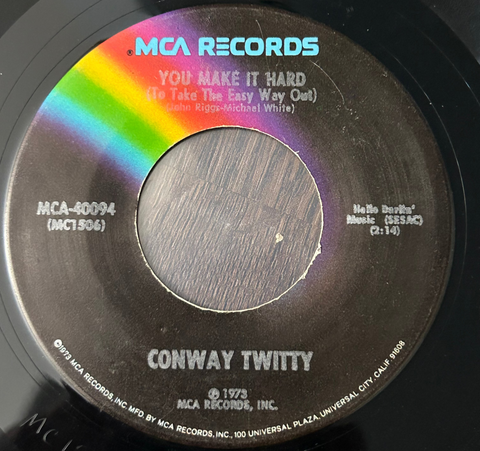 ®MCA RECORDS
YOU MAKE IT HARD
(To Take The Easy Way Out)
(John Riggs-Michael White)
MCA-40094
(MC1506)
Hello Darlin'
Music (SESAC)
(2:14)
CONWAY TWITTY
℗ 1973
MCA RECORDS, INC.
©1973 MCA RECORDS, INC. MFD. BY MCA RECORDS, INC., 100 UNIVERSAL PLAZA, UNIVERSAL CITY, CALIF. 91608
MC 1